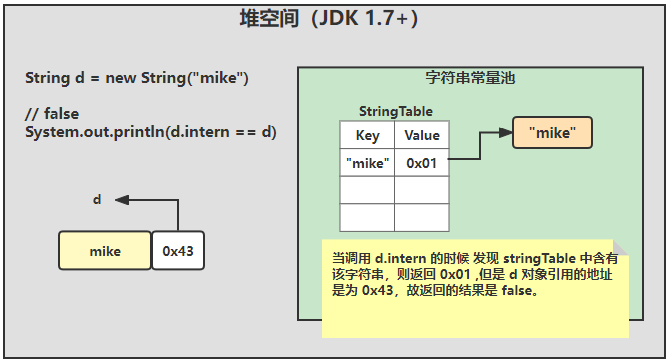 堆空间（JDK 1.7+）
String d = new String("mike")
// false
System.out.println(d.intern == d)
d
mike
0x43
字符串常量池
StringTable
Key Value
"mike" 0x01
"mike"
当调用 d.intern 的时候 发现 stringTable 中含有
该字符串，则返回 0x01 ,但是 d 对象引用的地址
是为 0x43，故返回的结果是 false。